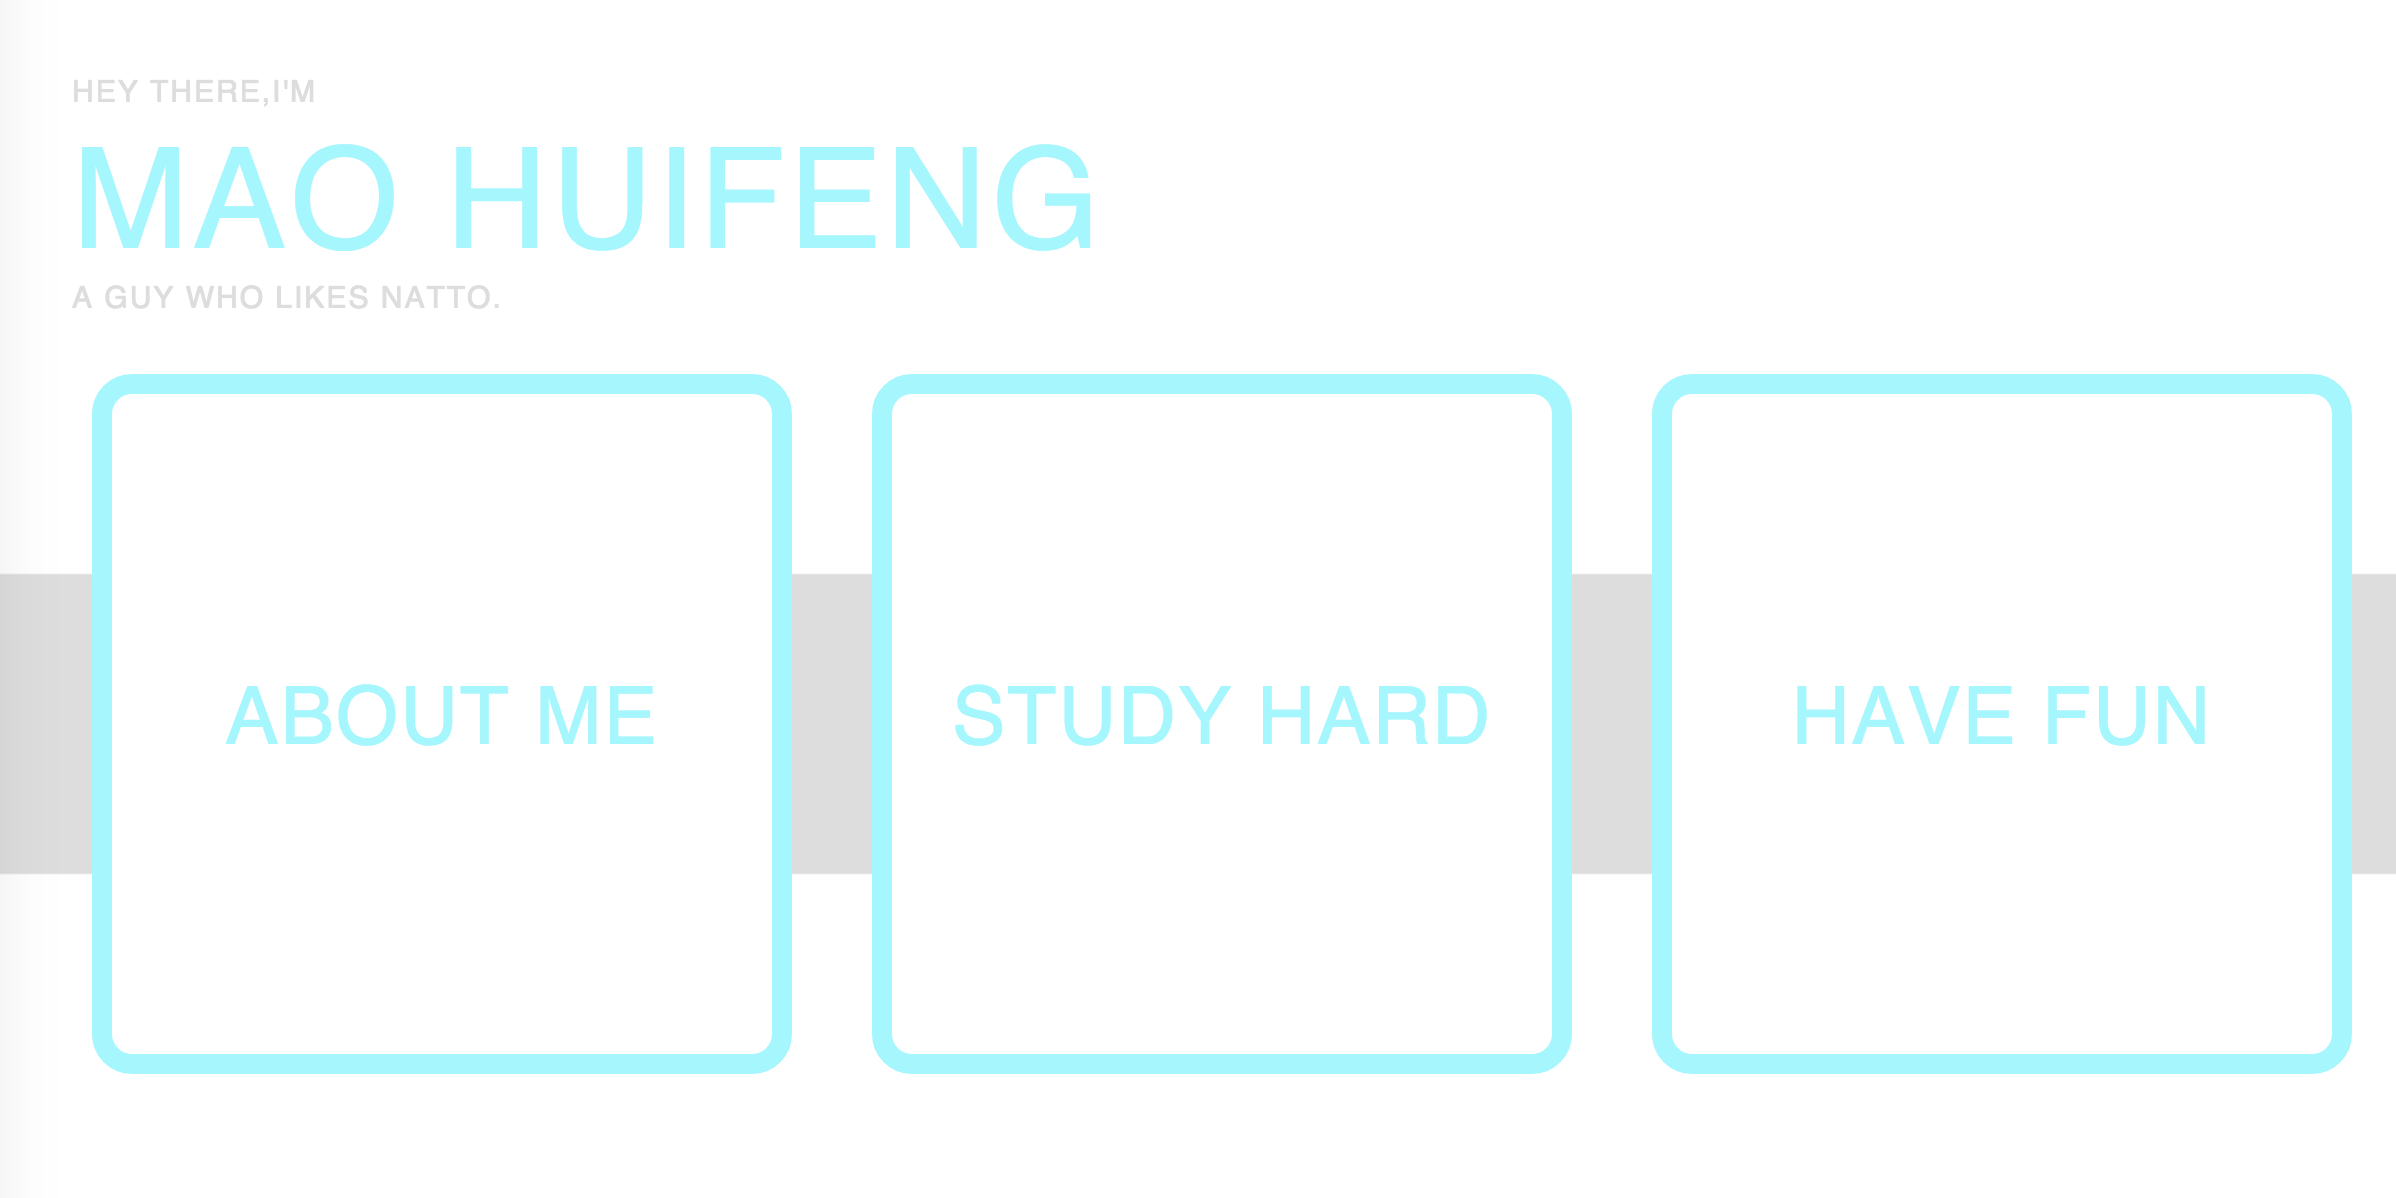 HEY THERE,I'M
MAO HUIFENG
A GUY WHO LIKES NATTO.
ABOUT ME
STUDY HARD
HAVE FUN